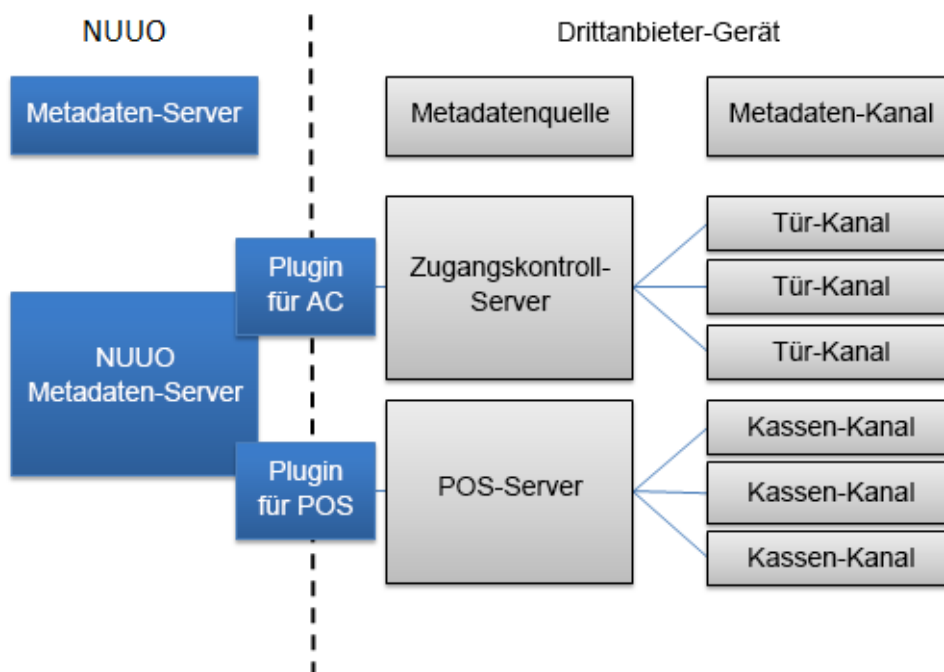 NUUO
Drittanbieter-Gerät
Metadaten-Server
Metadatenquelle
Metadaten-Kanal
Plugin
für AC
Zugangskontroll-
Server
Tür-Kanal
Tür-Kanal
Tür-Kanal
NUUO
Metadaten-Server
Plugin
für POS
POS-Server
Kassen-Kanal
Kassen-Kanal
Kassen-Kanal